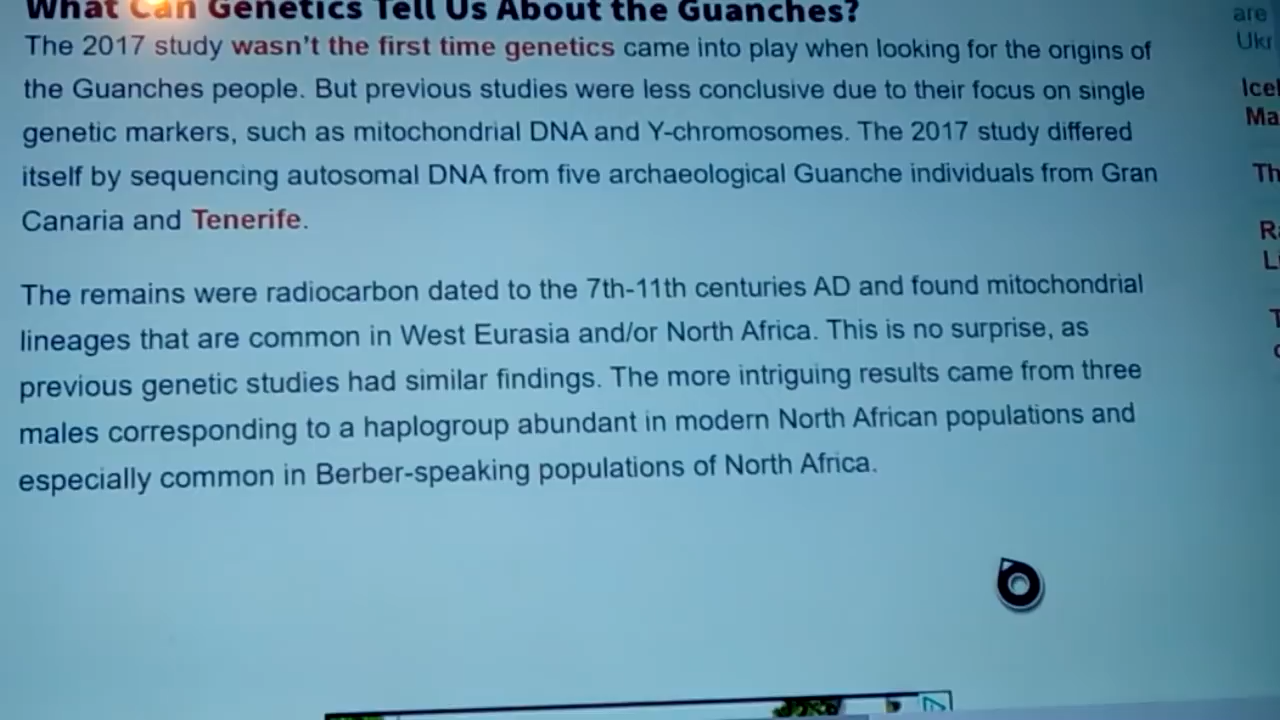 What Can Genetics Tell Us About the Guanches?
The 2017 study wasn't the first time genetics came into play when looking for the origins of
the Guanches people. But previous studies were less conclusive due to their focus on single
genetic markers, such as mitochondrial DNA and Y-chromosomes. The 2017 study differed
itself by sequencing autosomal DNA from five archaeological Guanche individuals from Gran
Canaria and Tenerife.
The remains were radiocarbon dated to the 7th-11th centuries AD and found mitochondrial
lineages that are common in West Eurasia and/or North Africa. This is no surprise, as
previous genetic studies had similar findings. The more intriguing results came from three
males corresponding to a haplogroup abundant in modern North African populations and
especially common in Berber-speaking populations of North Africa.
are